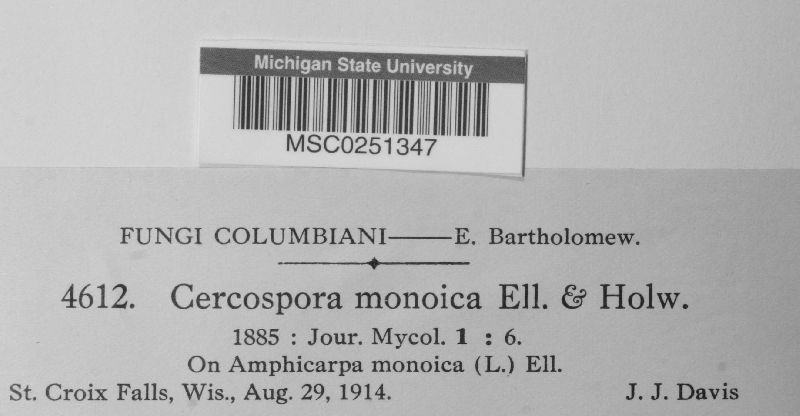 Michigan State University
MSC0251347
FUNGI COLUMBIANI——E. Bartholomew.
4612. Cercospora monoica Ell. & Holw.
1885 : Jour. Mycol. 1 : 6.
On Amphicarpa monoica (L.) Ell.
St. Croix Falls, Wis., Aug. 29, 1914. J. J. Davis